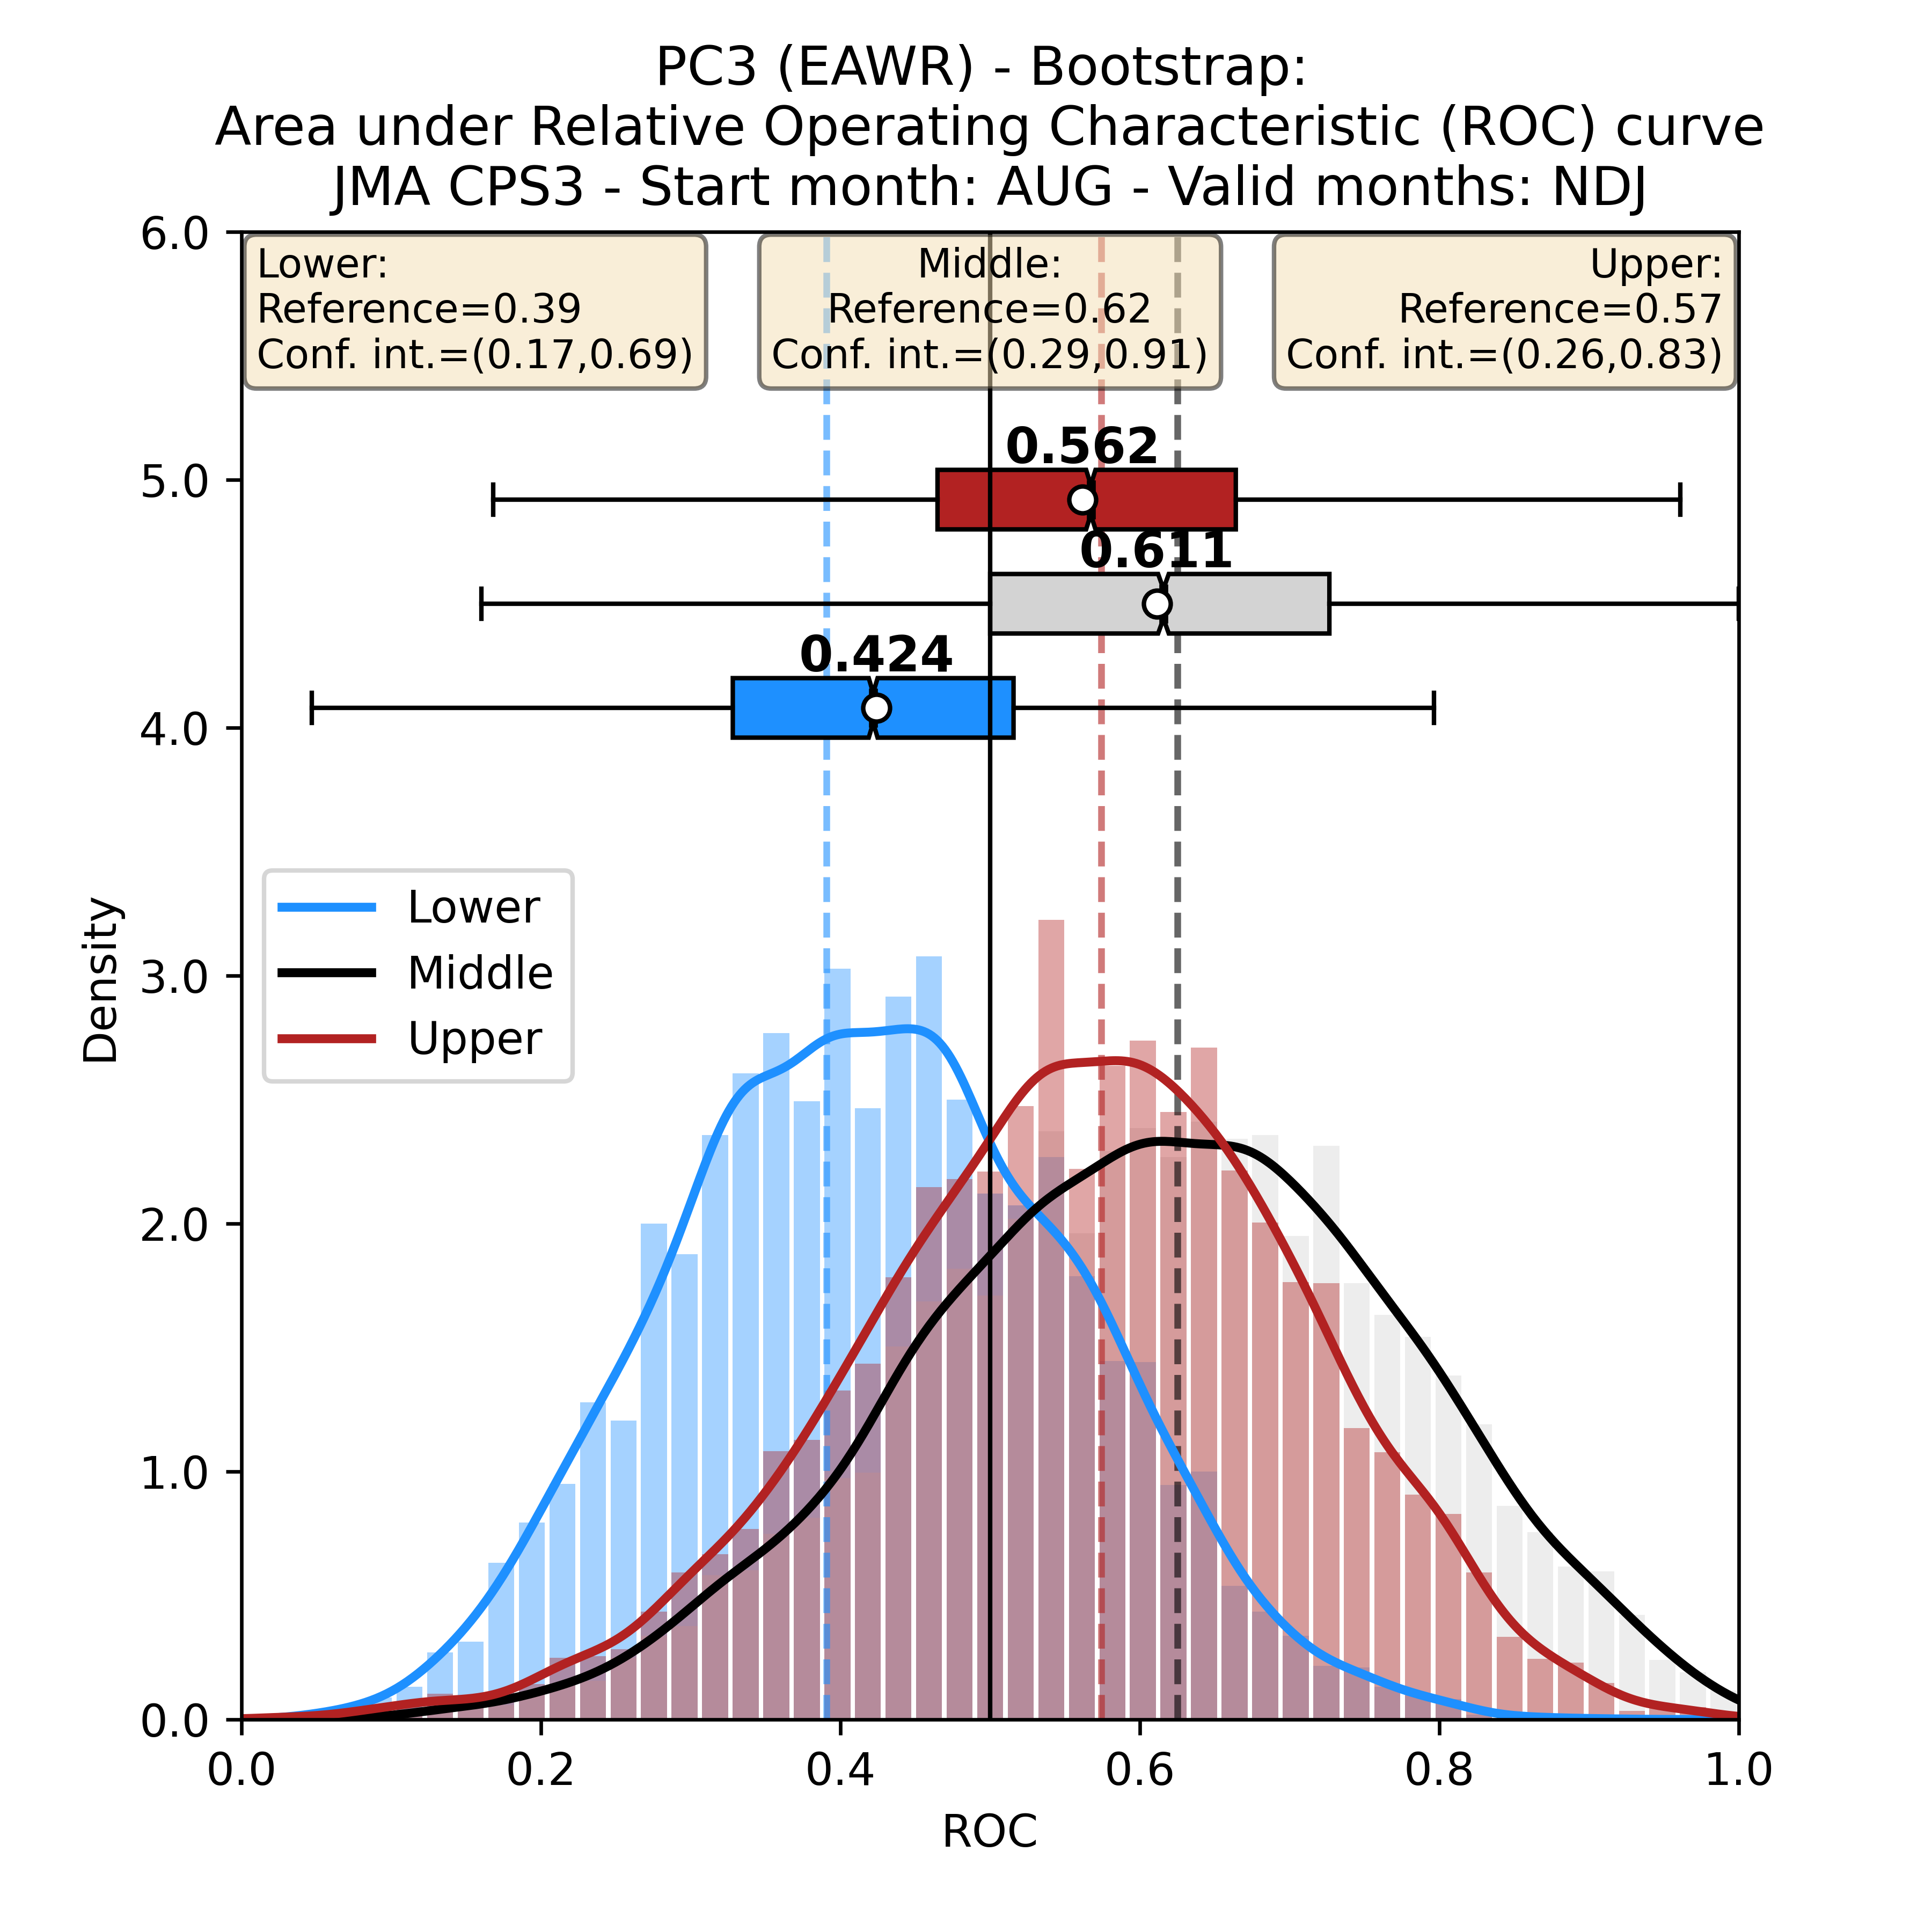 PC3 (EAWR) - Bootstrap:
Area under Relative Operating Characteristic (ROC) curve
JMA CPS3 - Start month: AUG - Valid months: NDJ
Lower:
Reference=0.39
Conf. int.=(0.17,0.69)
Middle:
Reference=0.62
Conf. int.=(0.29,0.91)
Upper:
Reference=0.57
Conf. int.=(0.26,0.83)
0.562
0.611
0.424
Lower
Middle
Upper
Density
6.0
5.0
4.0
3.0
2.0
1.0
0.0
0.0
0.2
0.4
0.6
0.8
1.0
ROC